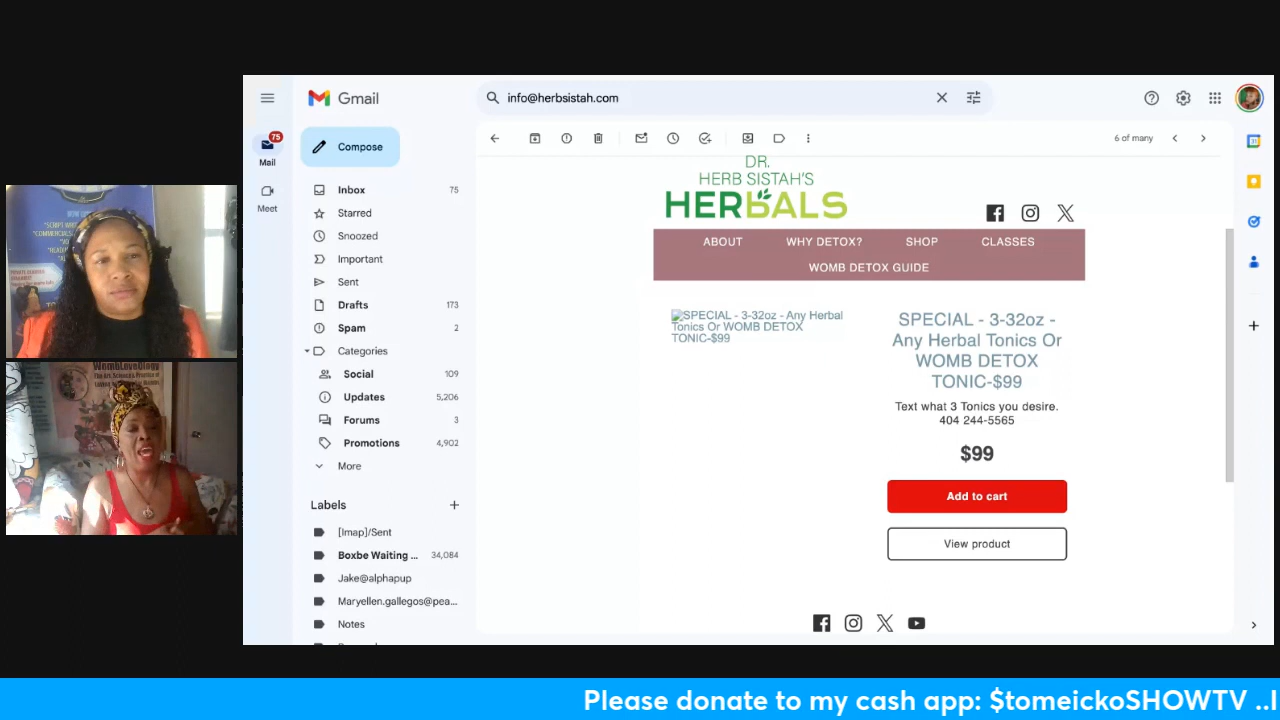 Gmail
info@herbsistah.com
75
Mail
Meet
Compose
Inbox 75
Starred
Snoozed
Important
Sent
Drafts 173
Spam 2
Categories
Social 109
Updates 5,206
Forums 3
Promotions 4,902
More
Labels
[Imap]/Sent
Boxbe Waiting ... 34,084
Jake@alphapup
Maryellen.gallegos@pea...
Notes
6 of many
DR.
HERB SISTAH'S
HERBALS
ABOUT WHY DETOX? SHOP CLASSES
WOMB DETOX GUIDE
SPECIAL - 3-32oz - Any Herbal
Tonics Or WOMB DETOX
TONIC-$99
SPECIAL - 3-32oz -
Any Herbal Tonics Or
WOMB DETOX
TONIC-$99
Text what 3 Tonics you desire.
404 244-5565
$99
Add to cart
View product
WombLoveOlogy
Please donate to my cash app: $tomeickoSHOWTV ..I